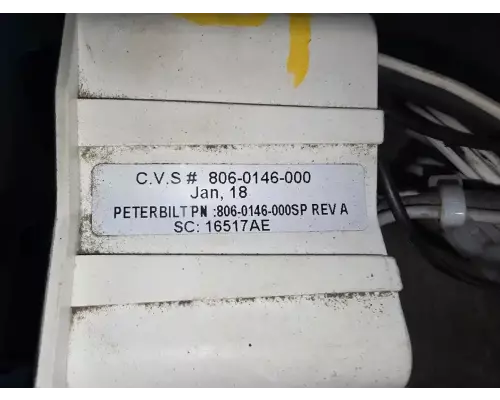 C.V.S # 806-0146-000
Jan, 18
PETERBILT PN :806-0146-000SP REV A
SC: 16517AE